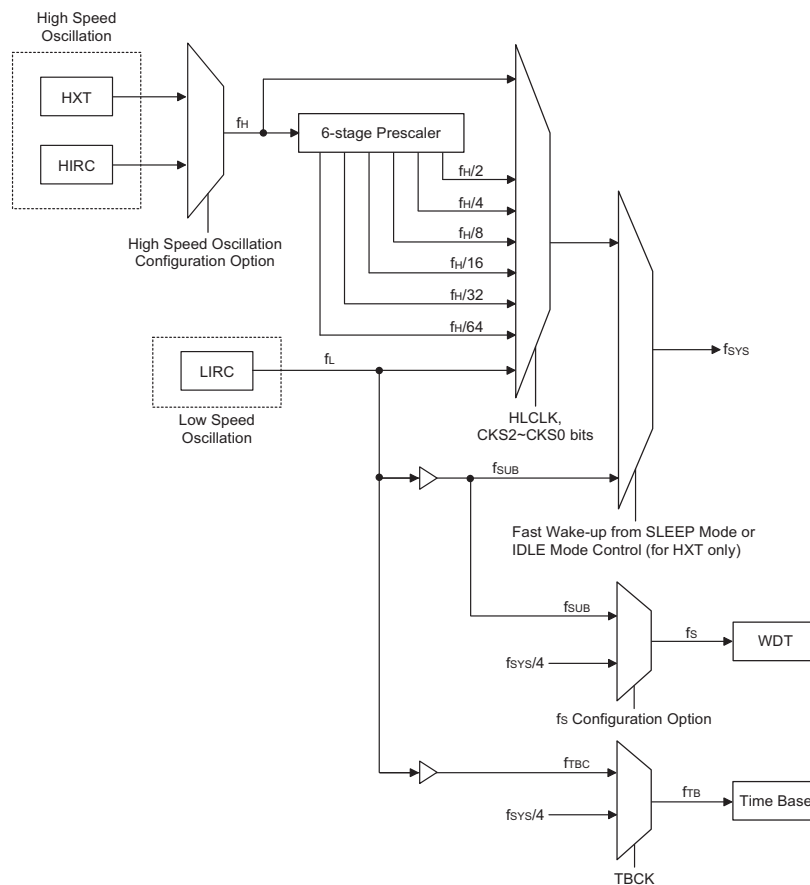 High Speed
Oscillation
HXT
HIRC
fH
6-stage Prescaler
fH/2
fH/4
fH/8
fH/16
fH/32
fH/64
High Speed Oscillation
Configuration Option
LIRC
fL
Low Speed
Oscillation
HLCLK,
CKS2~CKS0 bits
fSYS
fSUB
Fast Wake-up from SLEEP Mode or
IDLE Mode Control (for HXT only)
fSUB
fSYS/4
fS
WDT
fS Configuration Option
fTBC
fSYS/4
fTB
Time Base
TBCK